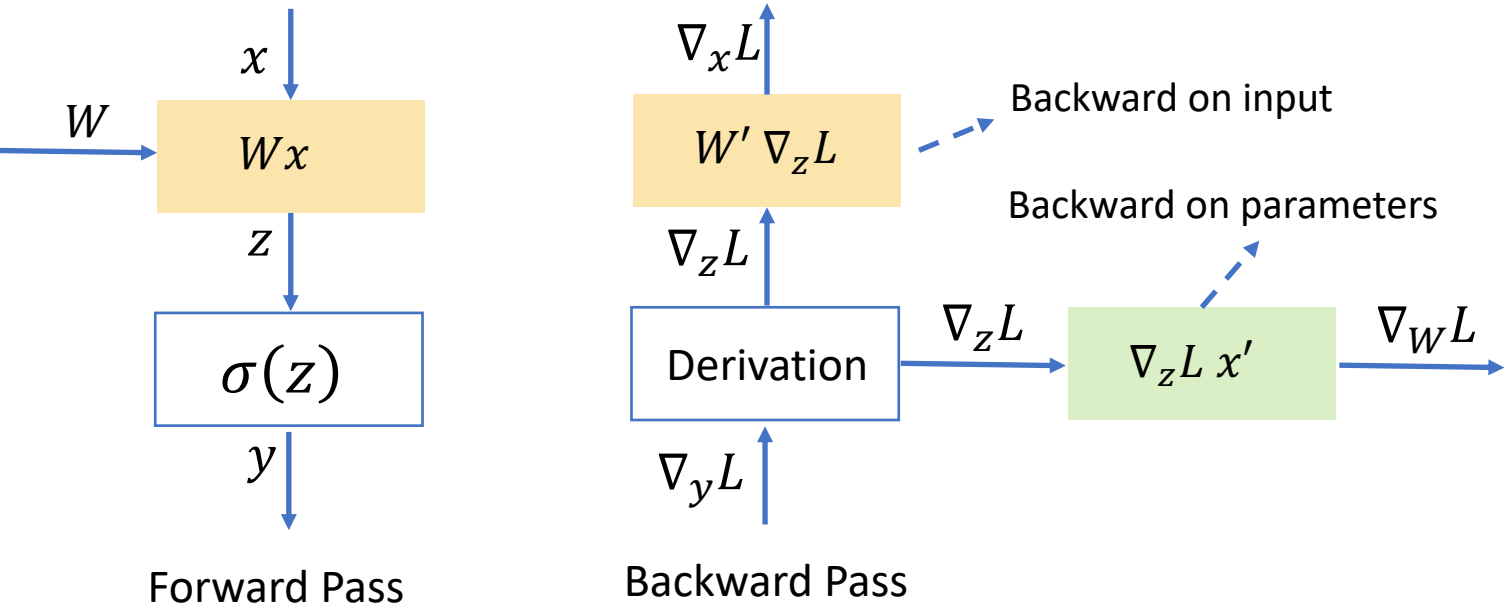 x
W
Wx
z
σ(z)
y
Forward Pass
∇ₓL
W′ ∇_zL
Backward on input
∇_zL
Backward on parameters
Derivation
∇_zL
∇_zL x′
∇_WL
∇_yL
Backward Pass